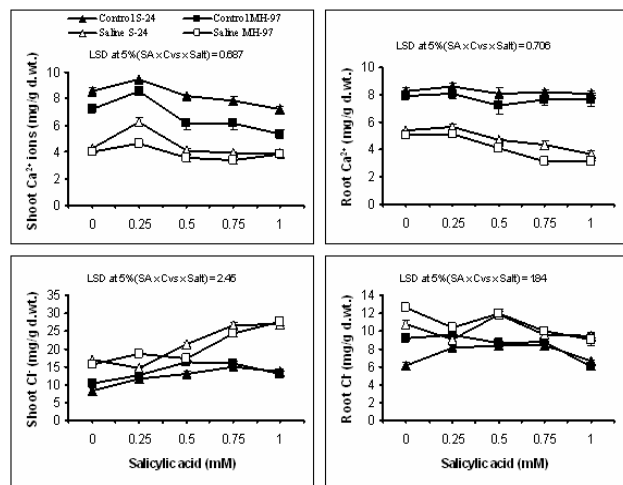 Control S-24 Control MH-97
Saline S-24 Saline MH-97
LSD at 5% (SA x Cvs x Salt) = 0.687
Shoot Ca²⁺ ions (mg/g d.wt.)
10
8
6
4
2
0
0 0.25 0.5 0.75 1
LSD at 5% (SA x Cvs x Salt) = 0.706
Root Ca²⁺ (mg/g d.wt.)
10
8
6
4
2
0
0 0.25 0.5 0.75 1
LSD at 5% (SA x Cvs x Salt) = 2.45
Shoot Cl⁻ (mg/g d.wt.)
35
30
25
20
15
10
5
0
0 0.25 0.5 0.75 1
Salicylic acid (mM)
LSD at 5% (SA x Cvs x Salt) = 1.84
Root Cl⁻ (mg/g d.wt.)
14
12
10
8
6
4
2
0
0 0.25 0.5 0.75 1
Salicylic acid (mM)